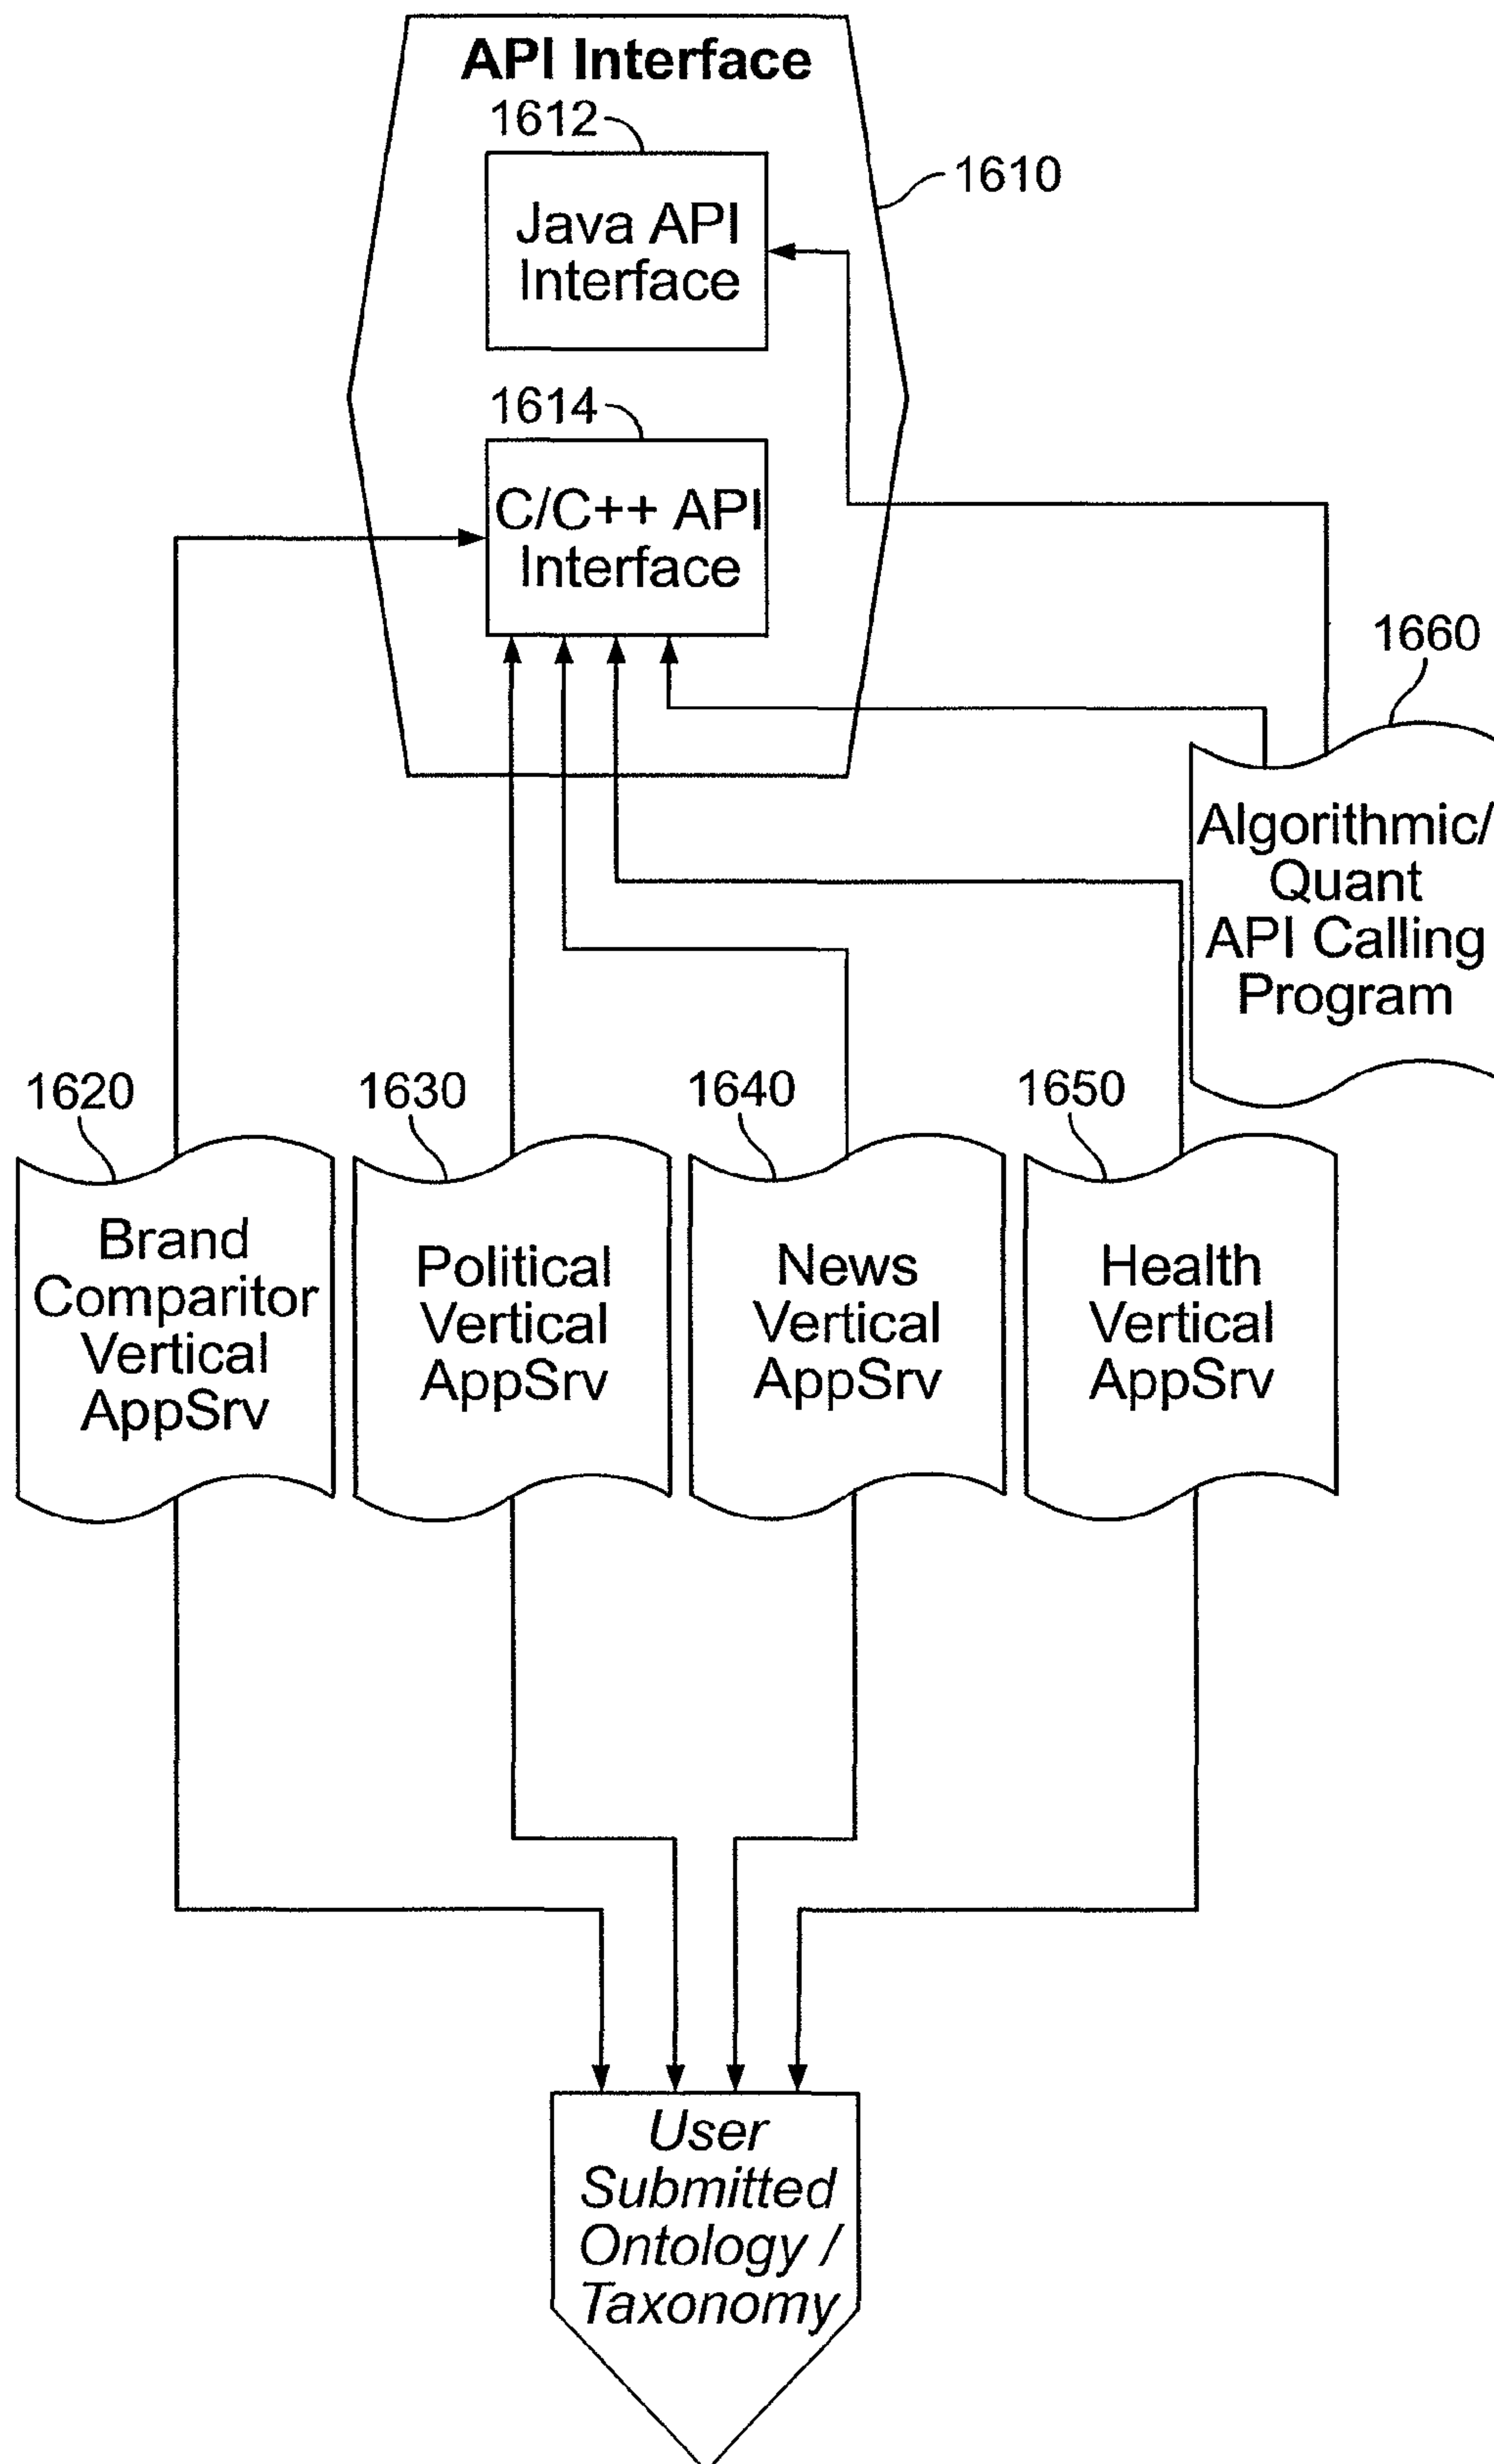 API Interface
1612
1610
Java API
Interface
1614
C/C++ API
Interface
1660
Algorithmic/
Quant
API Calling
Program
1620
1630
1640
1650
Brand
Comparitor
Vertical
AppSrv
Political
Vertical
AppSrv
News
Vertical
AppSrv
Health
Vertical
AppSrv
User
Submitted
Ontology /
Taxonomy